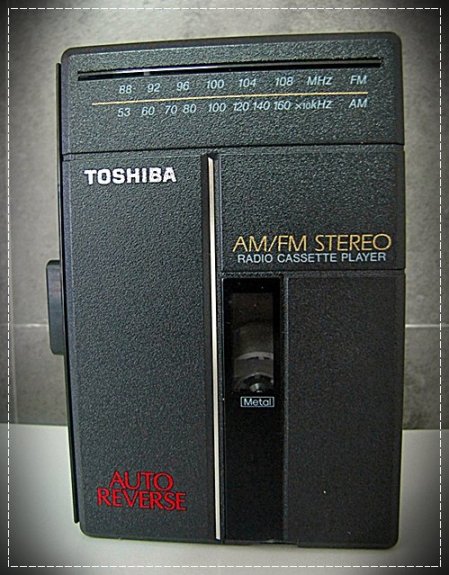 88 92 96 100 104 108 MHz FM
53 60 70 80 100 120 140 160 ×10kHz AM
TOSHIBA
AM/FM STEREO
RADIO CASSETTE PLAYER
Metal
AUTO
REVERSE